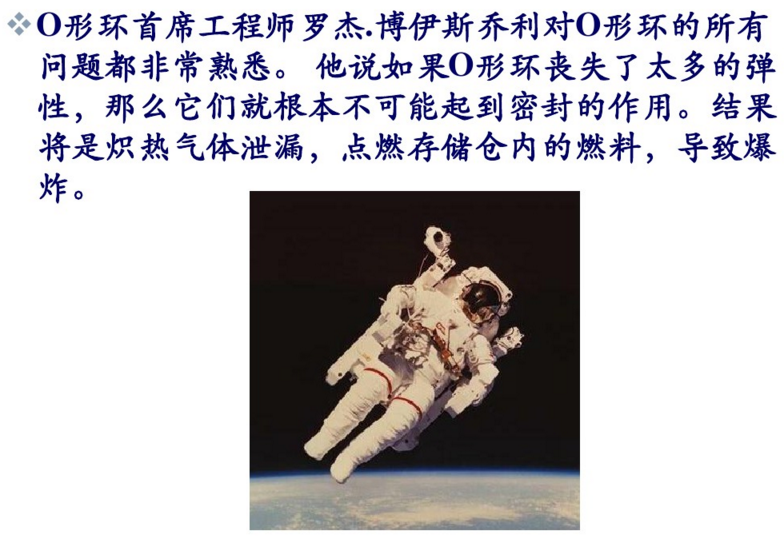 O形环首席工程师罗杰.博伊斯乔利对O形环的所有
问题都非常熟悉。 他说如果O形环丧失了太多的弹
性，那么它们就根本不可能起到密封的作用。结果
将是炽热气体泄漏，点燃存储仓内的燃料，导致爆
炸。